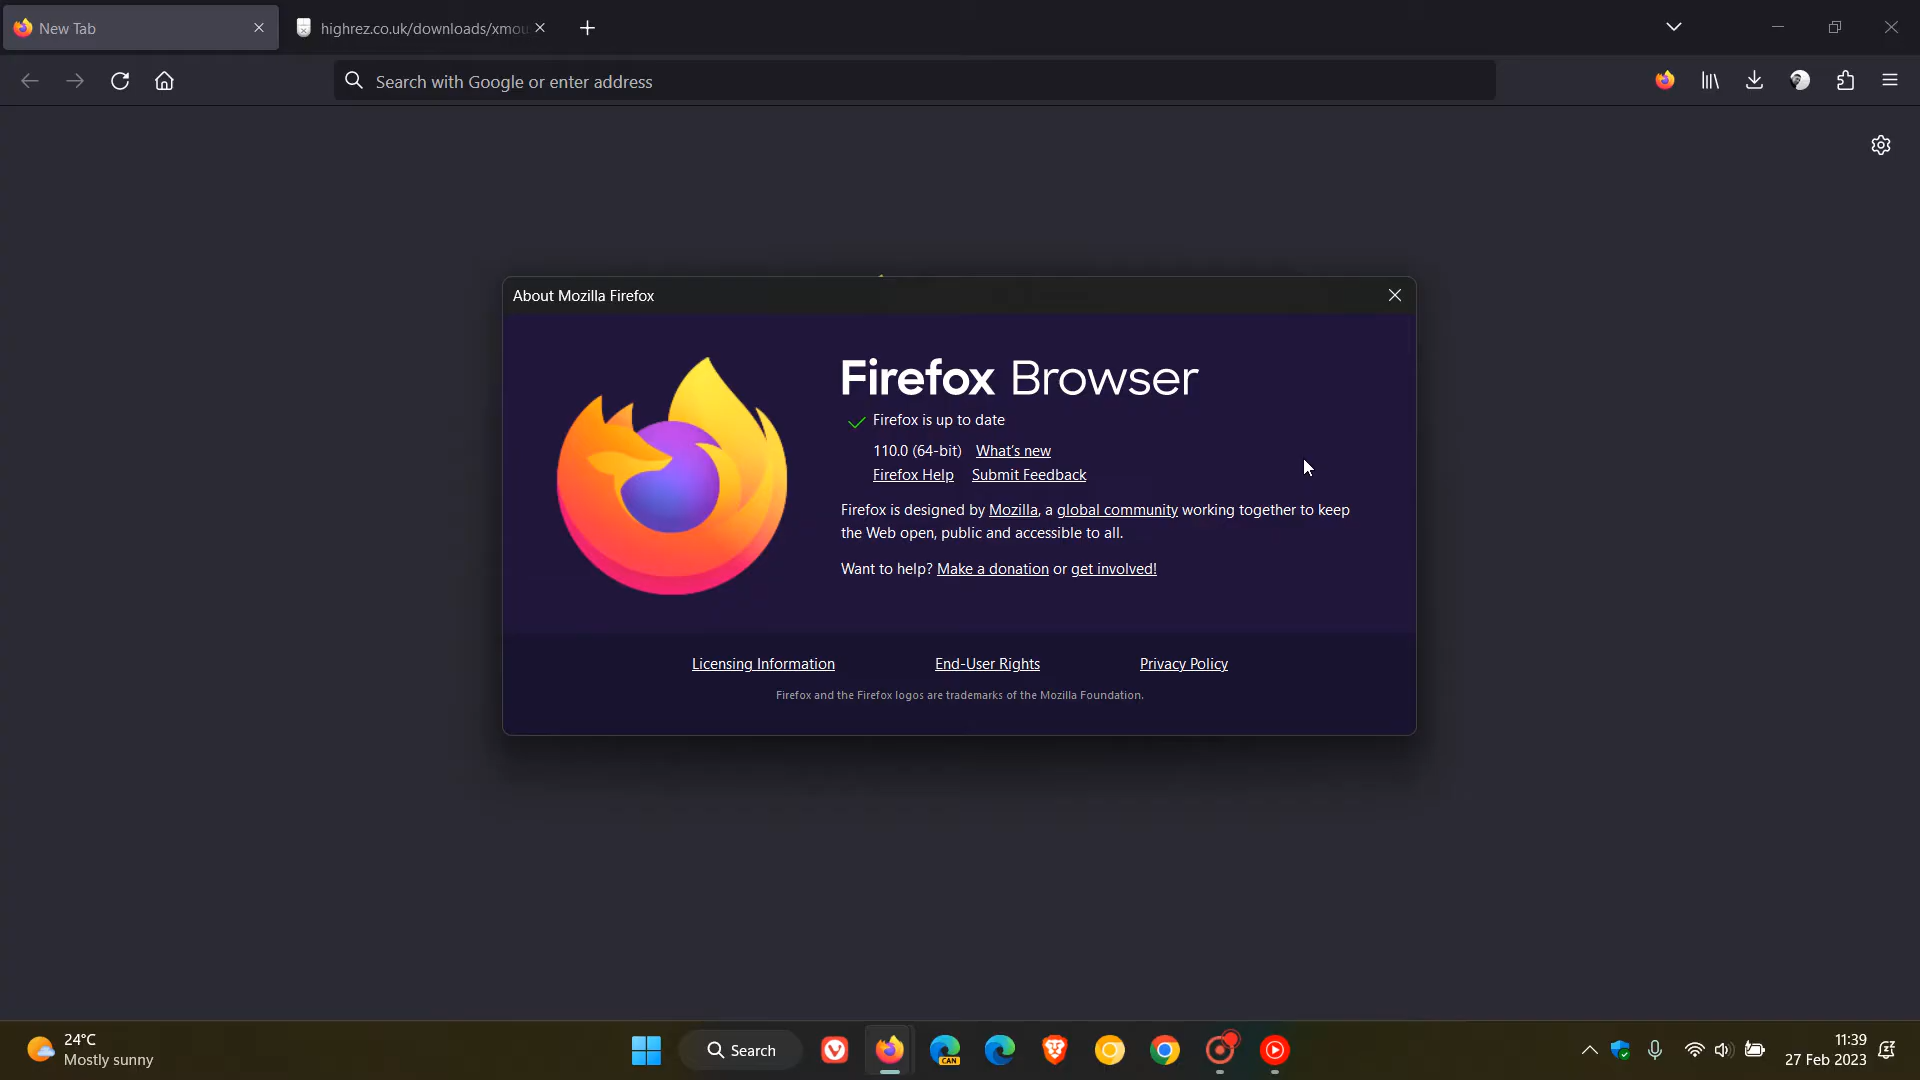 New Tab
highrez.co.uk/downloads/xmou
Search with Google or enter address
About Mozilla Firefox
Firefox Browser
Firefox is up to date
110.0 (64-bit) What's new
Firefox Help Submit Feedback
Firefox is designed by Mozilla, a global community working together to keep
the Web open, public and accessible to all.
Want to help? Make a donation or get involved!
Licensing Information End-User Rights Privacy Policy
Firefox and the Firefox logos are trademarks of the Mozilla Foundation.
24°C
Mostly sunny
Search
CAN
11:39
27 Feb 2023